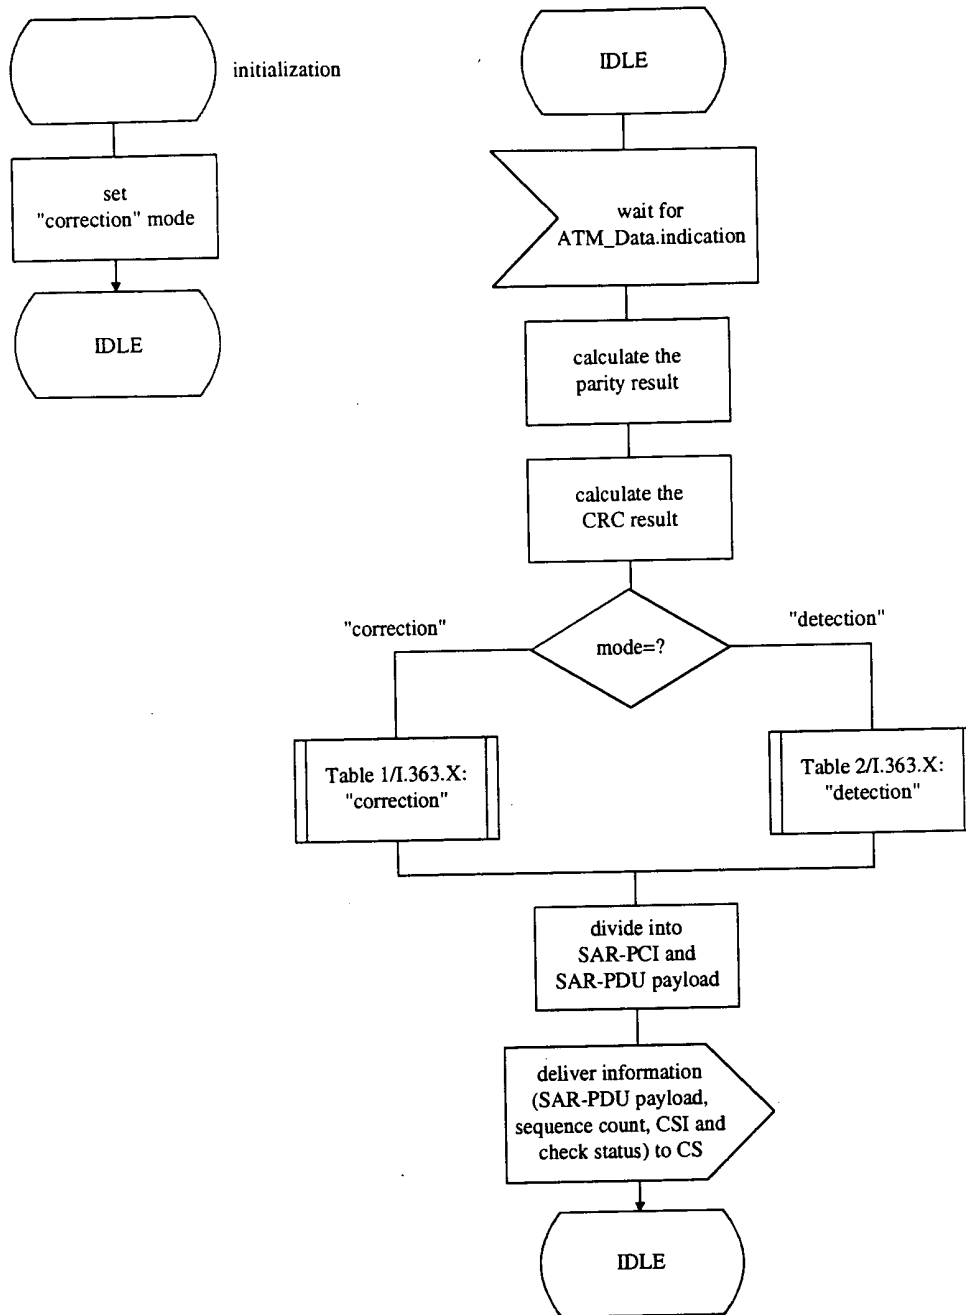 initialization
set
"correction" mode
IDLE
IDLE
wait for
ATM_Data.indication
calculate the
parity result
calculate the
CRC result
mode=?
"correction"
"detection"
Table 1/I.363.X:
"correction"
Table 2/I.363.X:
"detection"
divide into
SAR-PCI and
SAR-PDU payload
deliver information
(SAR-PDU payload,
sequence count, CSI and
check status) to CS
IDLE